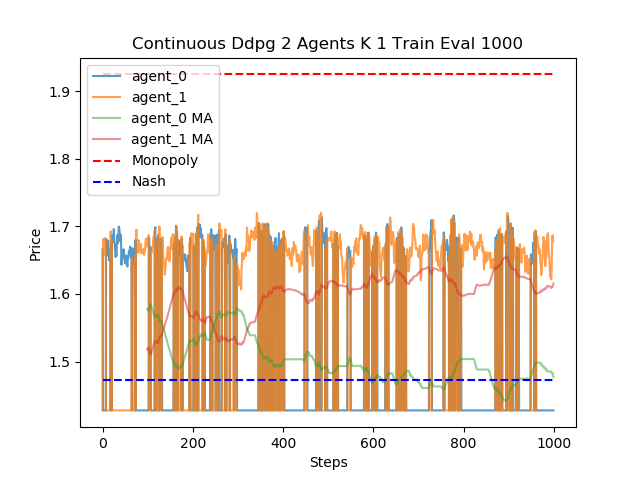 Continuous Ddpg 2 Agents K 1 Train Eval 1000
agent_0
agent_1
agent_0 MA
agent_1 MA
Monopoly
Nash
Price
1.9
1.8
1.7
1.6
1.5
0 200 400 600 800 1000
Steps